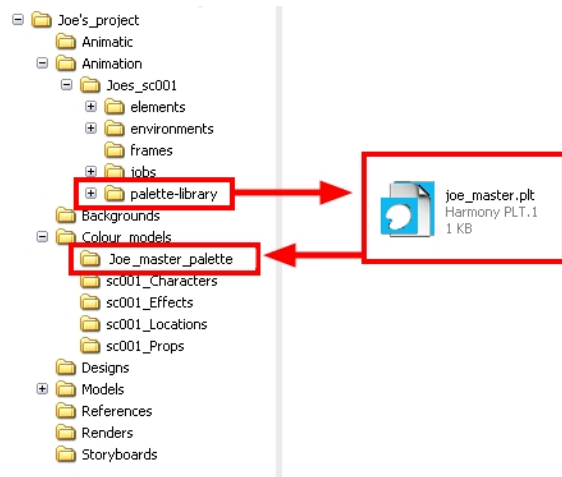 Joe's_project
Animatic
Animation
Joes_sc001
elements
environments
frames
jobs
palette-library
Backgrounds
Colour_models
Joe_master_palette
sc001_Characters
sc001_Effects
sc001_Locations
sc001_Props
Designs
Models
References
Renders
Storyboards
joe_master.plt
Harmony PLT.1
1 KB